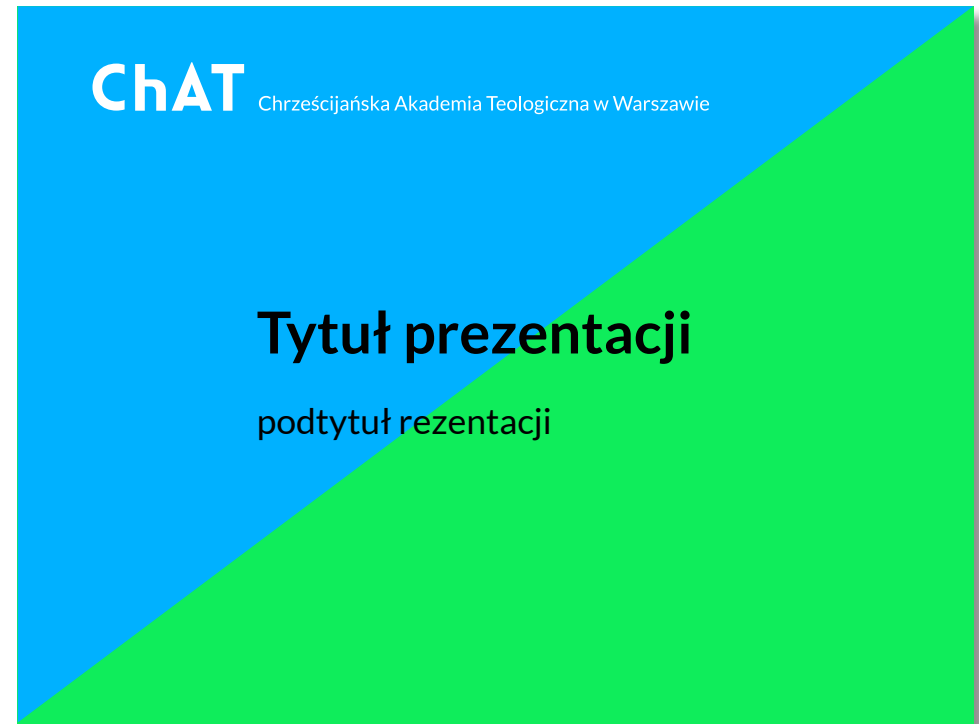 ChAT Chrześcijańska Akademia Teologiczna w Warszawie
Tytuł prezentacji
podtytuł rezentacji